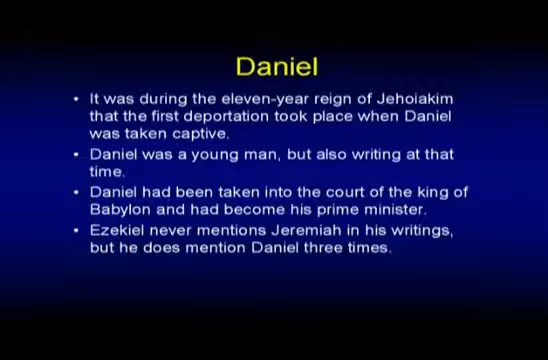 Daniel
• It was during the eleven-year reign of Jehoiakim
that the first deportation took place when Daniel
was taken captive.
• Daniel was a young man, but also writing at that
time.
• Daniel had been taken into the court of the king of
Babylon and had become his prime minister.
• Ezekiel never mentions Jeremiah in his writings,
but he does mention Daniel three times.